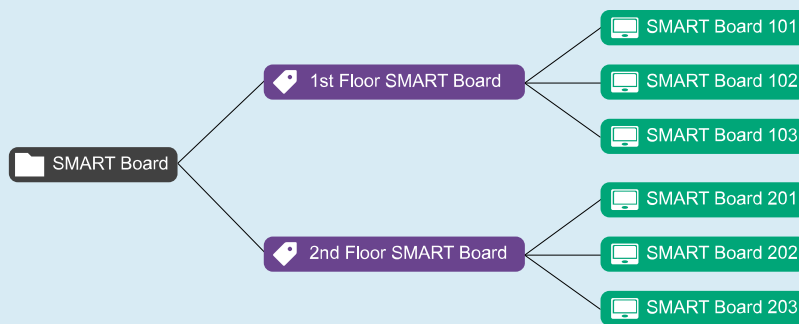 SMART Board
1st Floor SMART Board
SMART Board 101
SMART Board 102
SMART Board 103
2nd Floor SMART Board
SMART Board 201
SMART Board 202
SMART Board 203